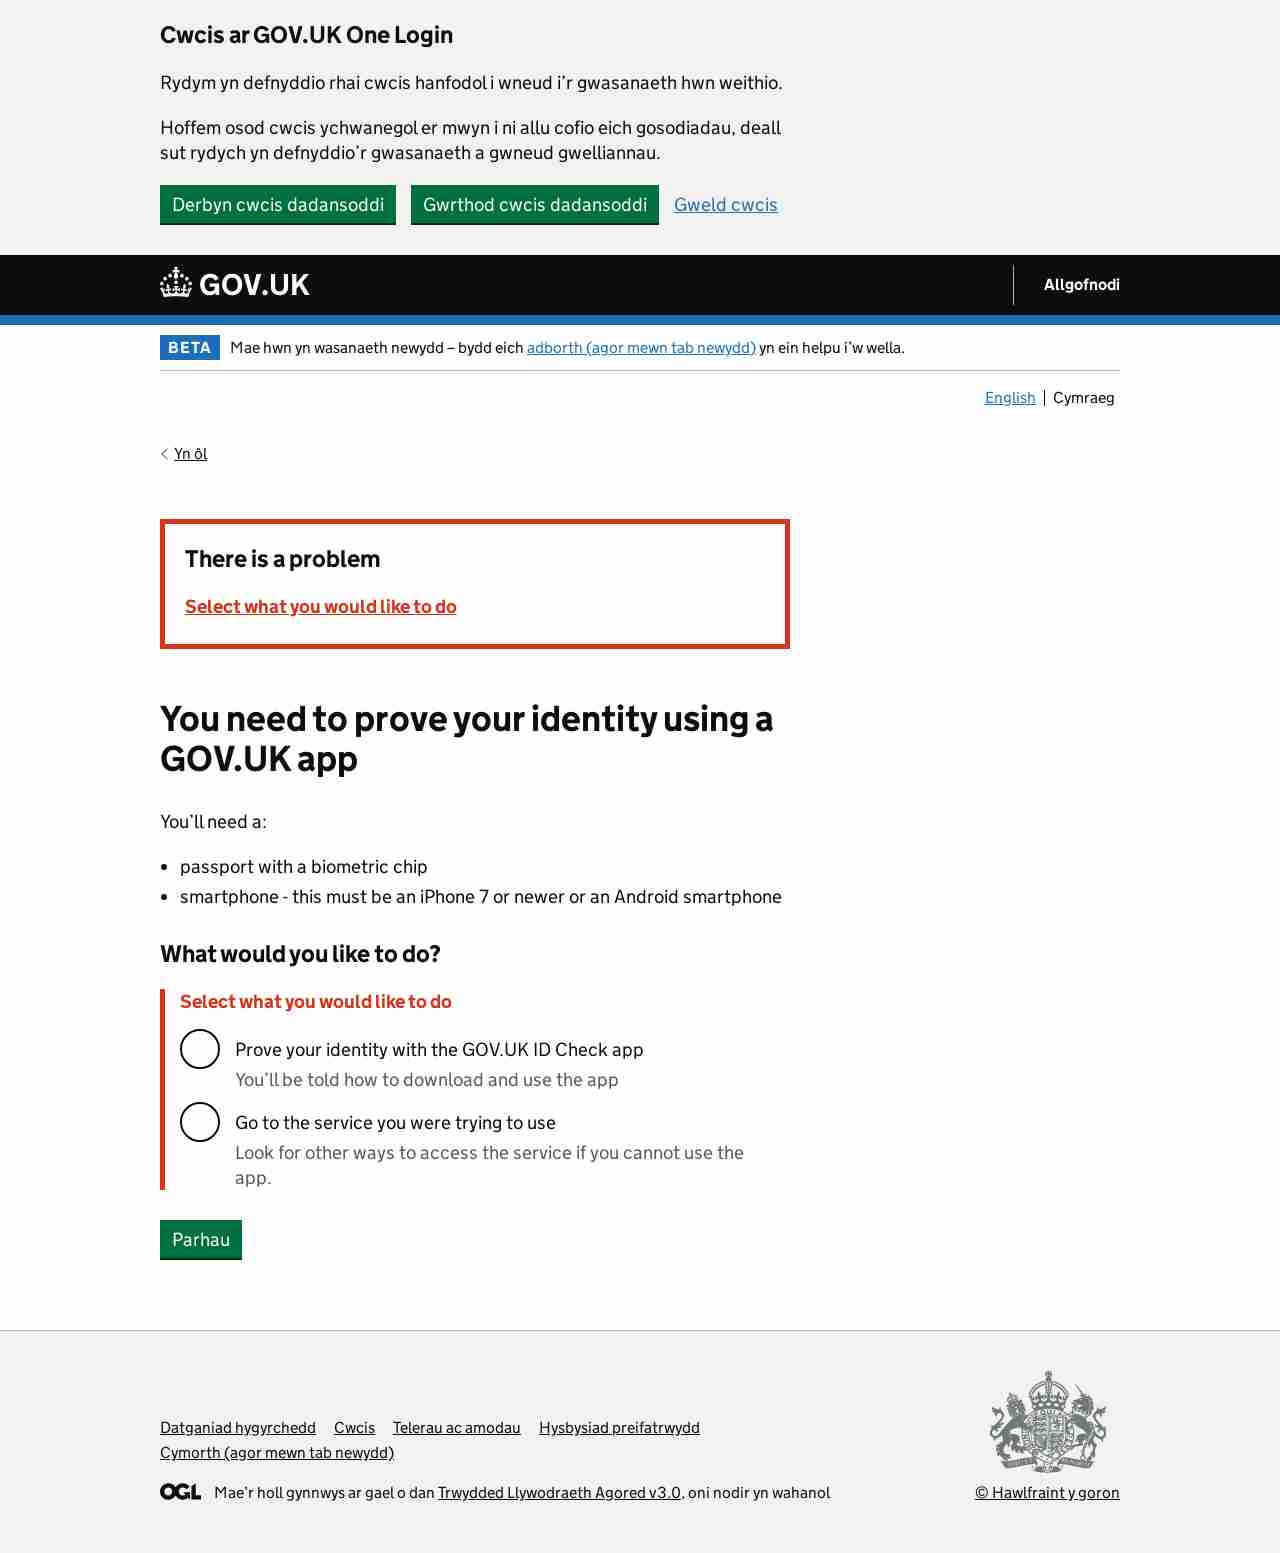 Cwcis ar GOV.UK One Login
Rydym yn defnyddio rhai cwcis hanfodol i wneud i’r gwasanaeth hwn weithio.
Hoffem osod cwcis ychwanegol er mwyn i ni allu cofio eich gosodiadau, deall
sut rydych yn defnyddio’r gwasanaeth a gwneud gwelliannau.
Derbyn cwcis dadansoddi Gwrthod cwcis dadansoddi Gweld cwcis
GOV.UK Allgofnodi
BETA Mae hwn yn wasanaeth newydd – bydd eich adborth (agor mewn tab newydd) yn ein helpu i’w wella.
English Cymraeg
Yn ôl
There is a problem
Select what you would like to do
You need to prove your identity using a
GOV.UK app
You’ll need a:
• passport with a biometric chip
• smartphone - this must be an iPhone 7 or newer or an Android smartphone
What would you like to do?
Select what you would like to do
Prove your identity with the GOV.UK ID Check app
You’ll be told how to download and use the app
Go to the service you were trying to use
Look for other ways to access the service if you cannot use the
app.
Parhau
Datganiad hygyrchedd Cwcis Telerau ac amodau Hysbysiad preifatrwydd
Cymorth (agor mewn tab newydd)
OGL Mae’r holl gynnwys ar gael o dan Trwydded Llywodraeth Agored v3.0, oni nodir yn wahanol
© Hawlfraint y goron